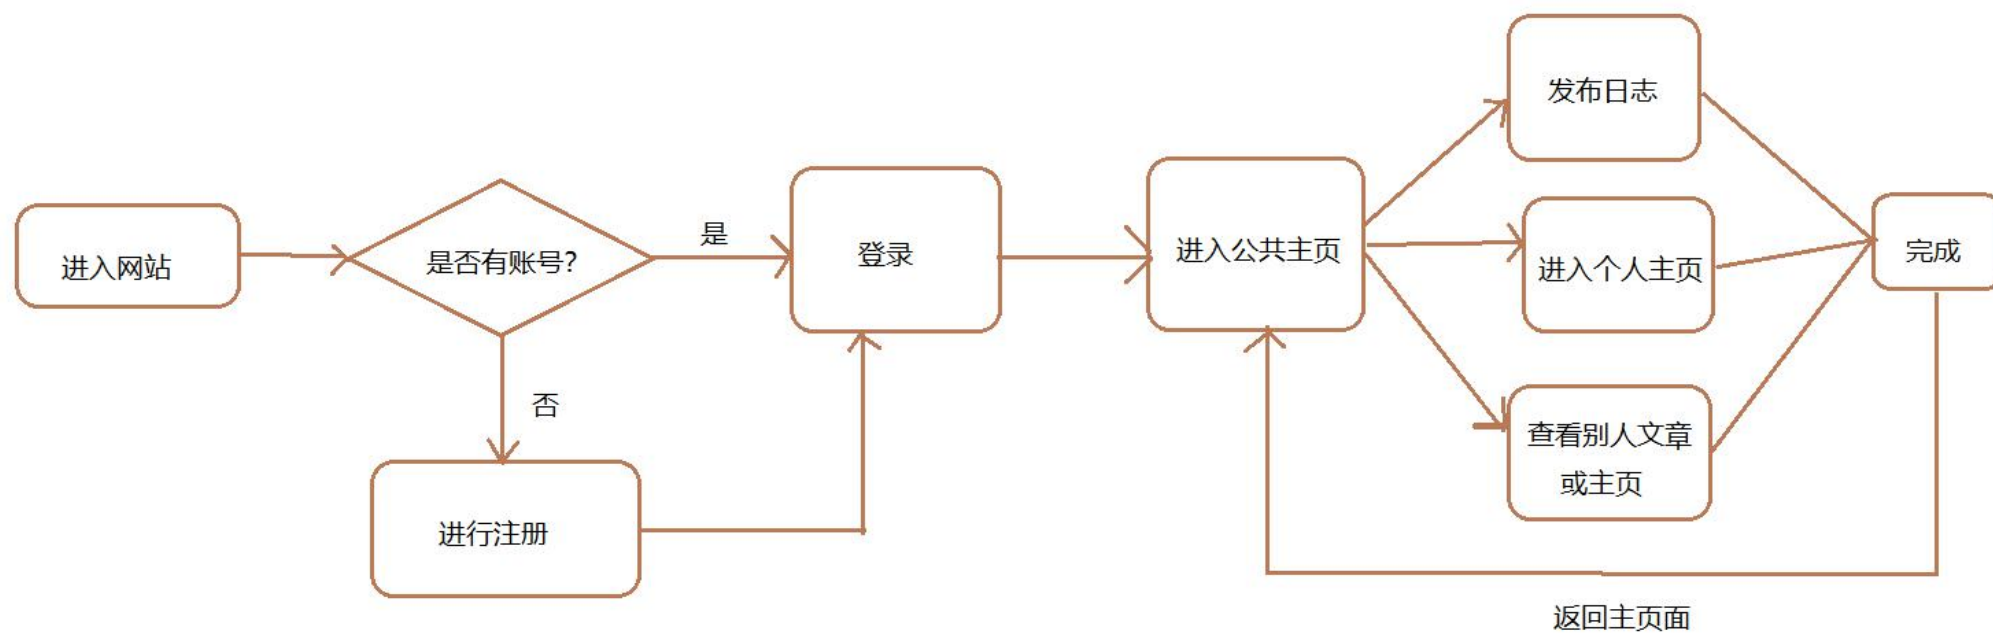 进入网站
是否有账号?
是
否
进行注册
登录
进入公共主页
发布日志
进入个人主页
查看别人文章
或主页
完成
返回主页面